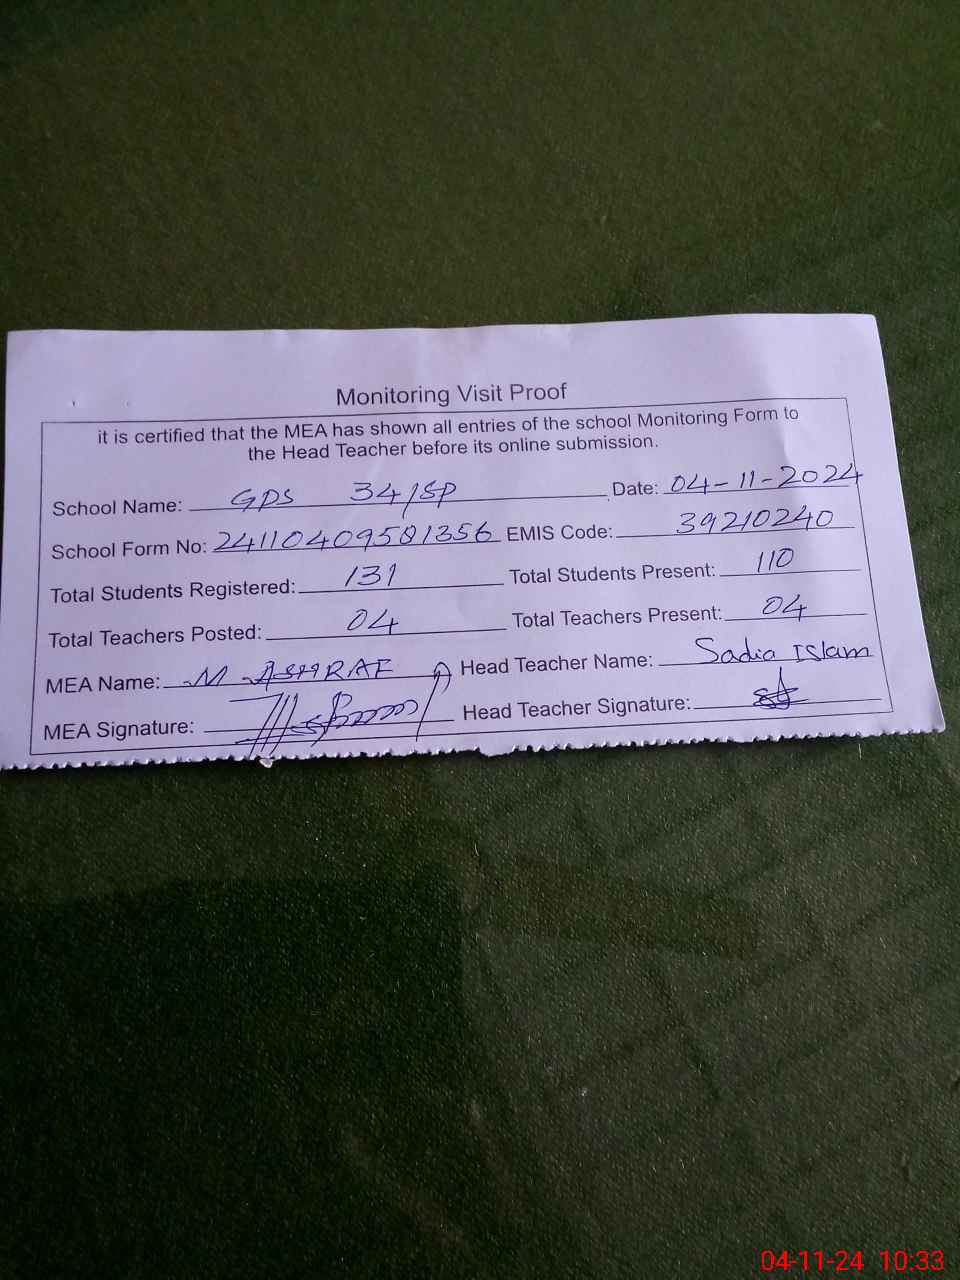 Monitoring Visit Proof
it is certified that the MEA has shown all entries of the school Monitoring Form to
the Head Teacher before its online submission.
School Name: GPS 34/SP Date: 04-11-2024
School Form No: 24110409581356 EMIS Code: 39210240
Total Students Registered: 131 Total Students Present: 110
Total Teachers Posted: 04 Total Teachers Present: 04
MEA Name: M ASHRAF Head Teacher Name: Sadia Islam
MEA Signature: Head Teacher Signature:
04-11-24 10:33